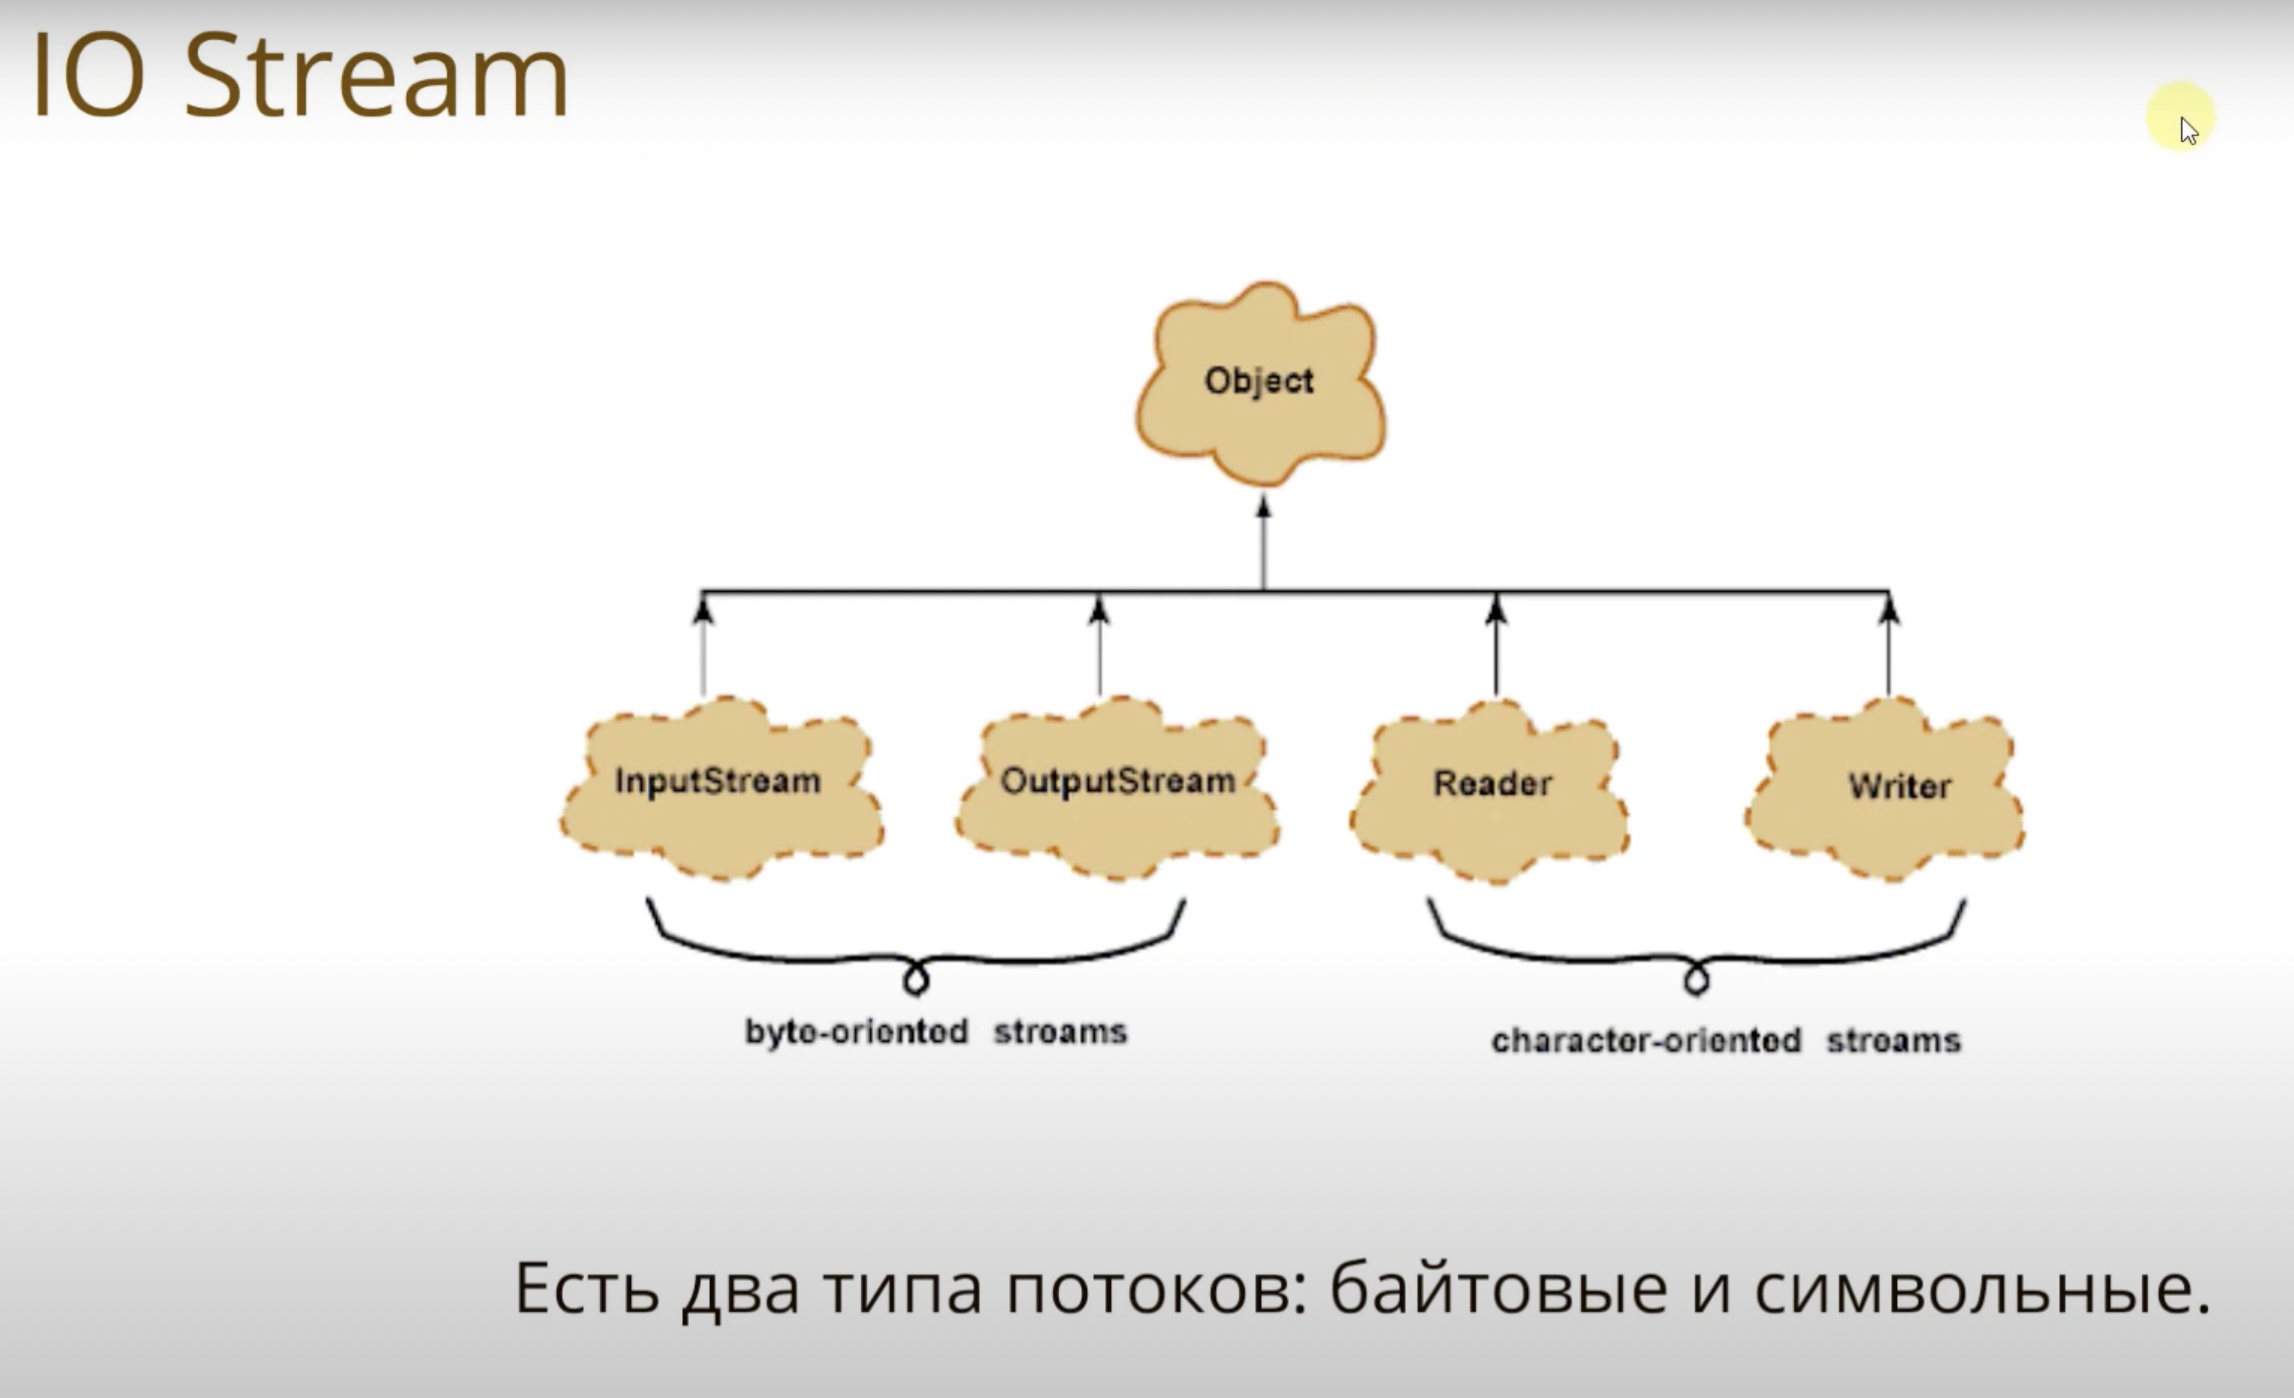 IO Stream
Object
InputStream
OutputStream
Reader
Writer
byte-oriented streams
character-oriented streams
Есть два типа потоков: байтовые и символьные.